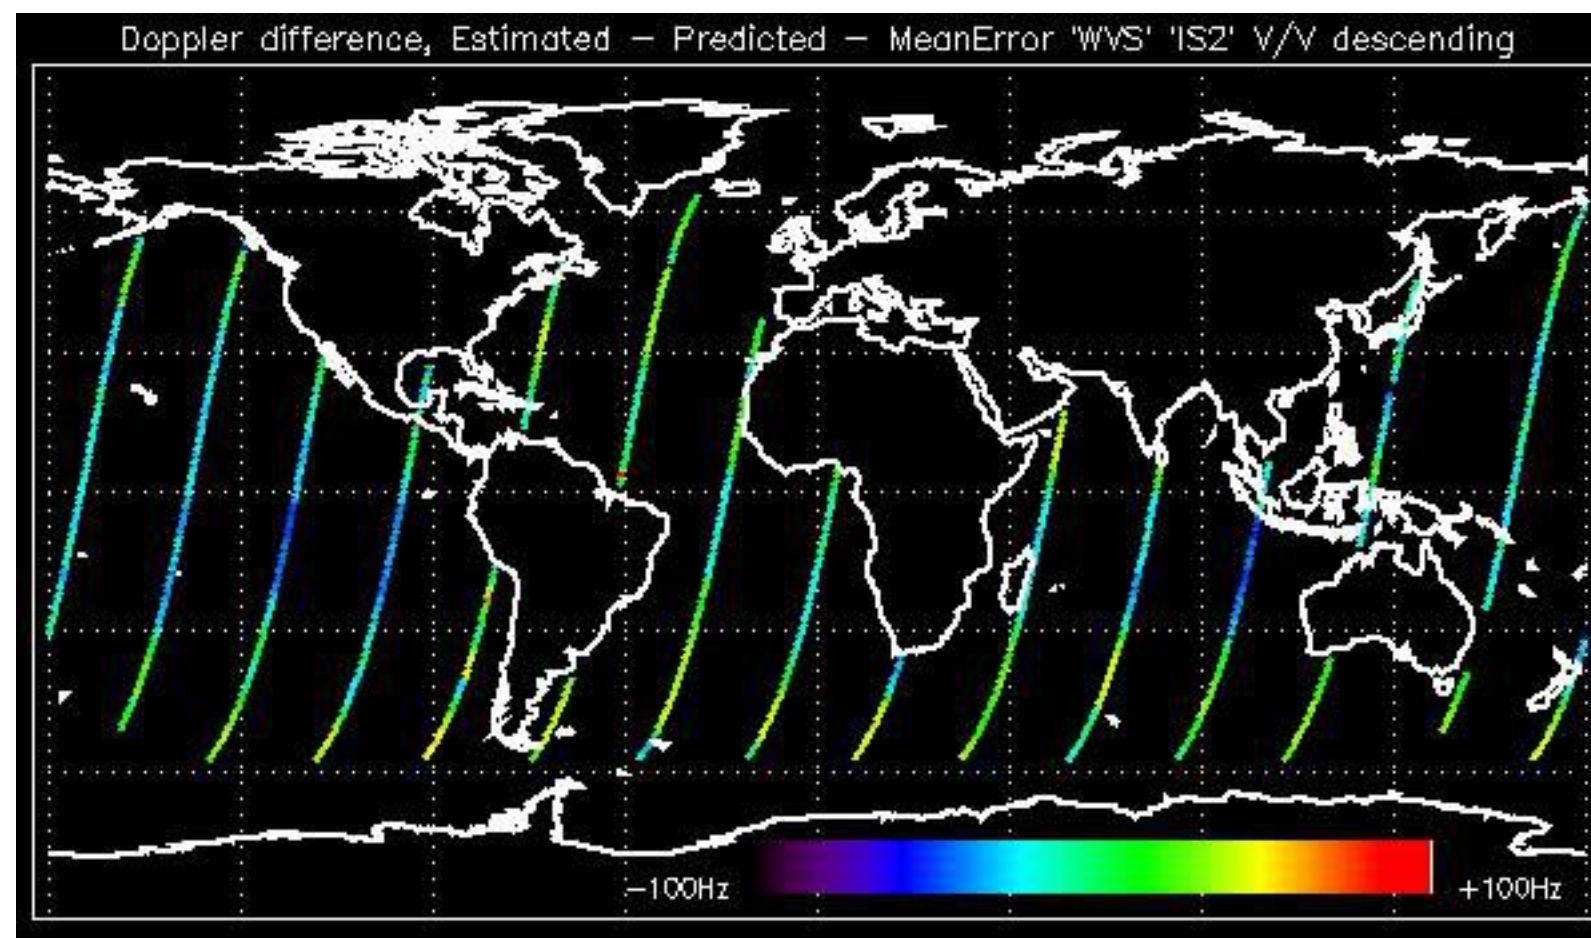 Doppler difference, Estimated – Predicted – MeanError 'WVS' 'IS2' V/V descending
–100Hz +100Hz